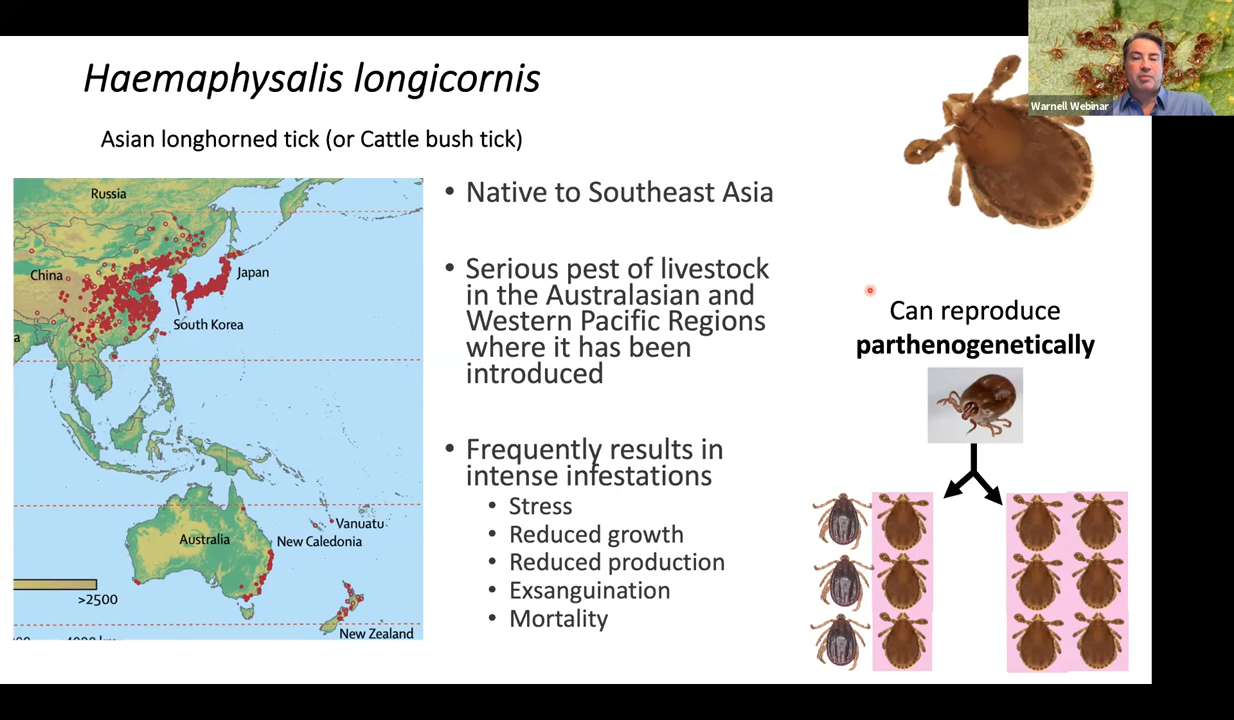 Haemaphysalis longicornis
Asian longhorned tick (or Cattle bush tick)
Warnell Webinar
Russia
China
Japan
South Korea
a
Australia
Vanuatu
New Caledonia
>2500
New Zealand
• Native to Southeast Asia
• Serious pest of livestock
in the Australasian and
Western Pacific Regions
where it has been
introduced
• Frequently results in
intense infestations
• Stress
• Reduced growth
• Reduced production
• Exsanguination
• Mortality
Can reproduce
parthenogenetically